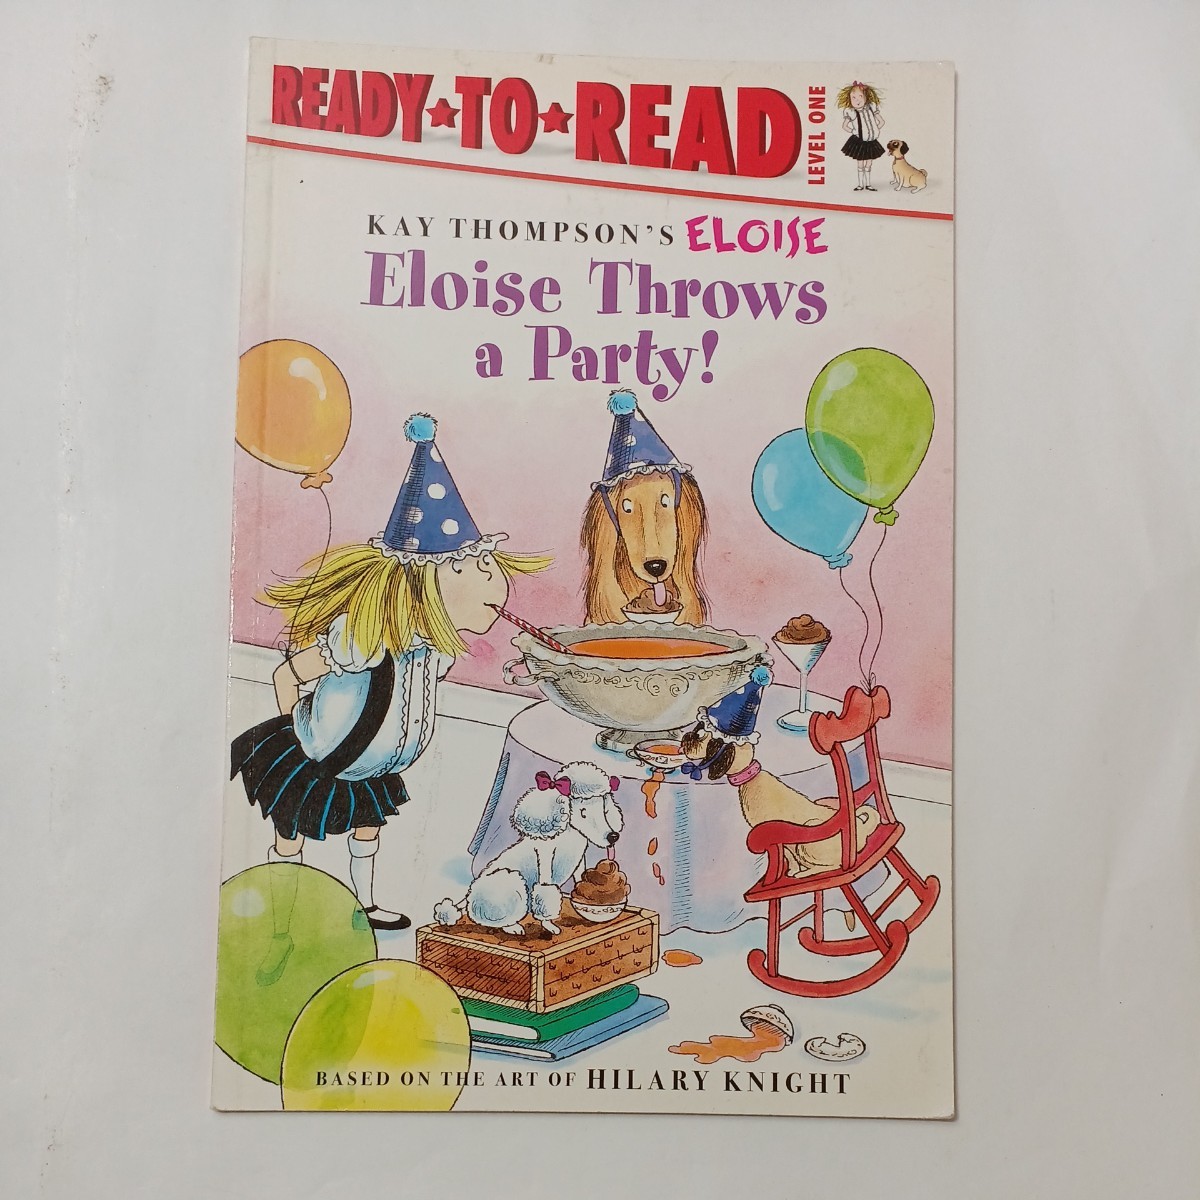 READY★TO★READ
LEVEL ONE
KAY THOMPSON'S ELOISE
Eloise Throws
a Party!
BASED ON THE ART OF HILARY KNIGHT